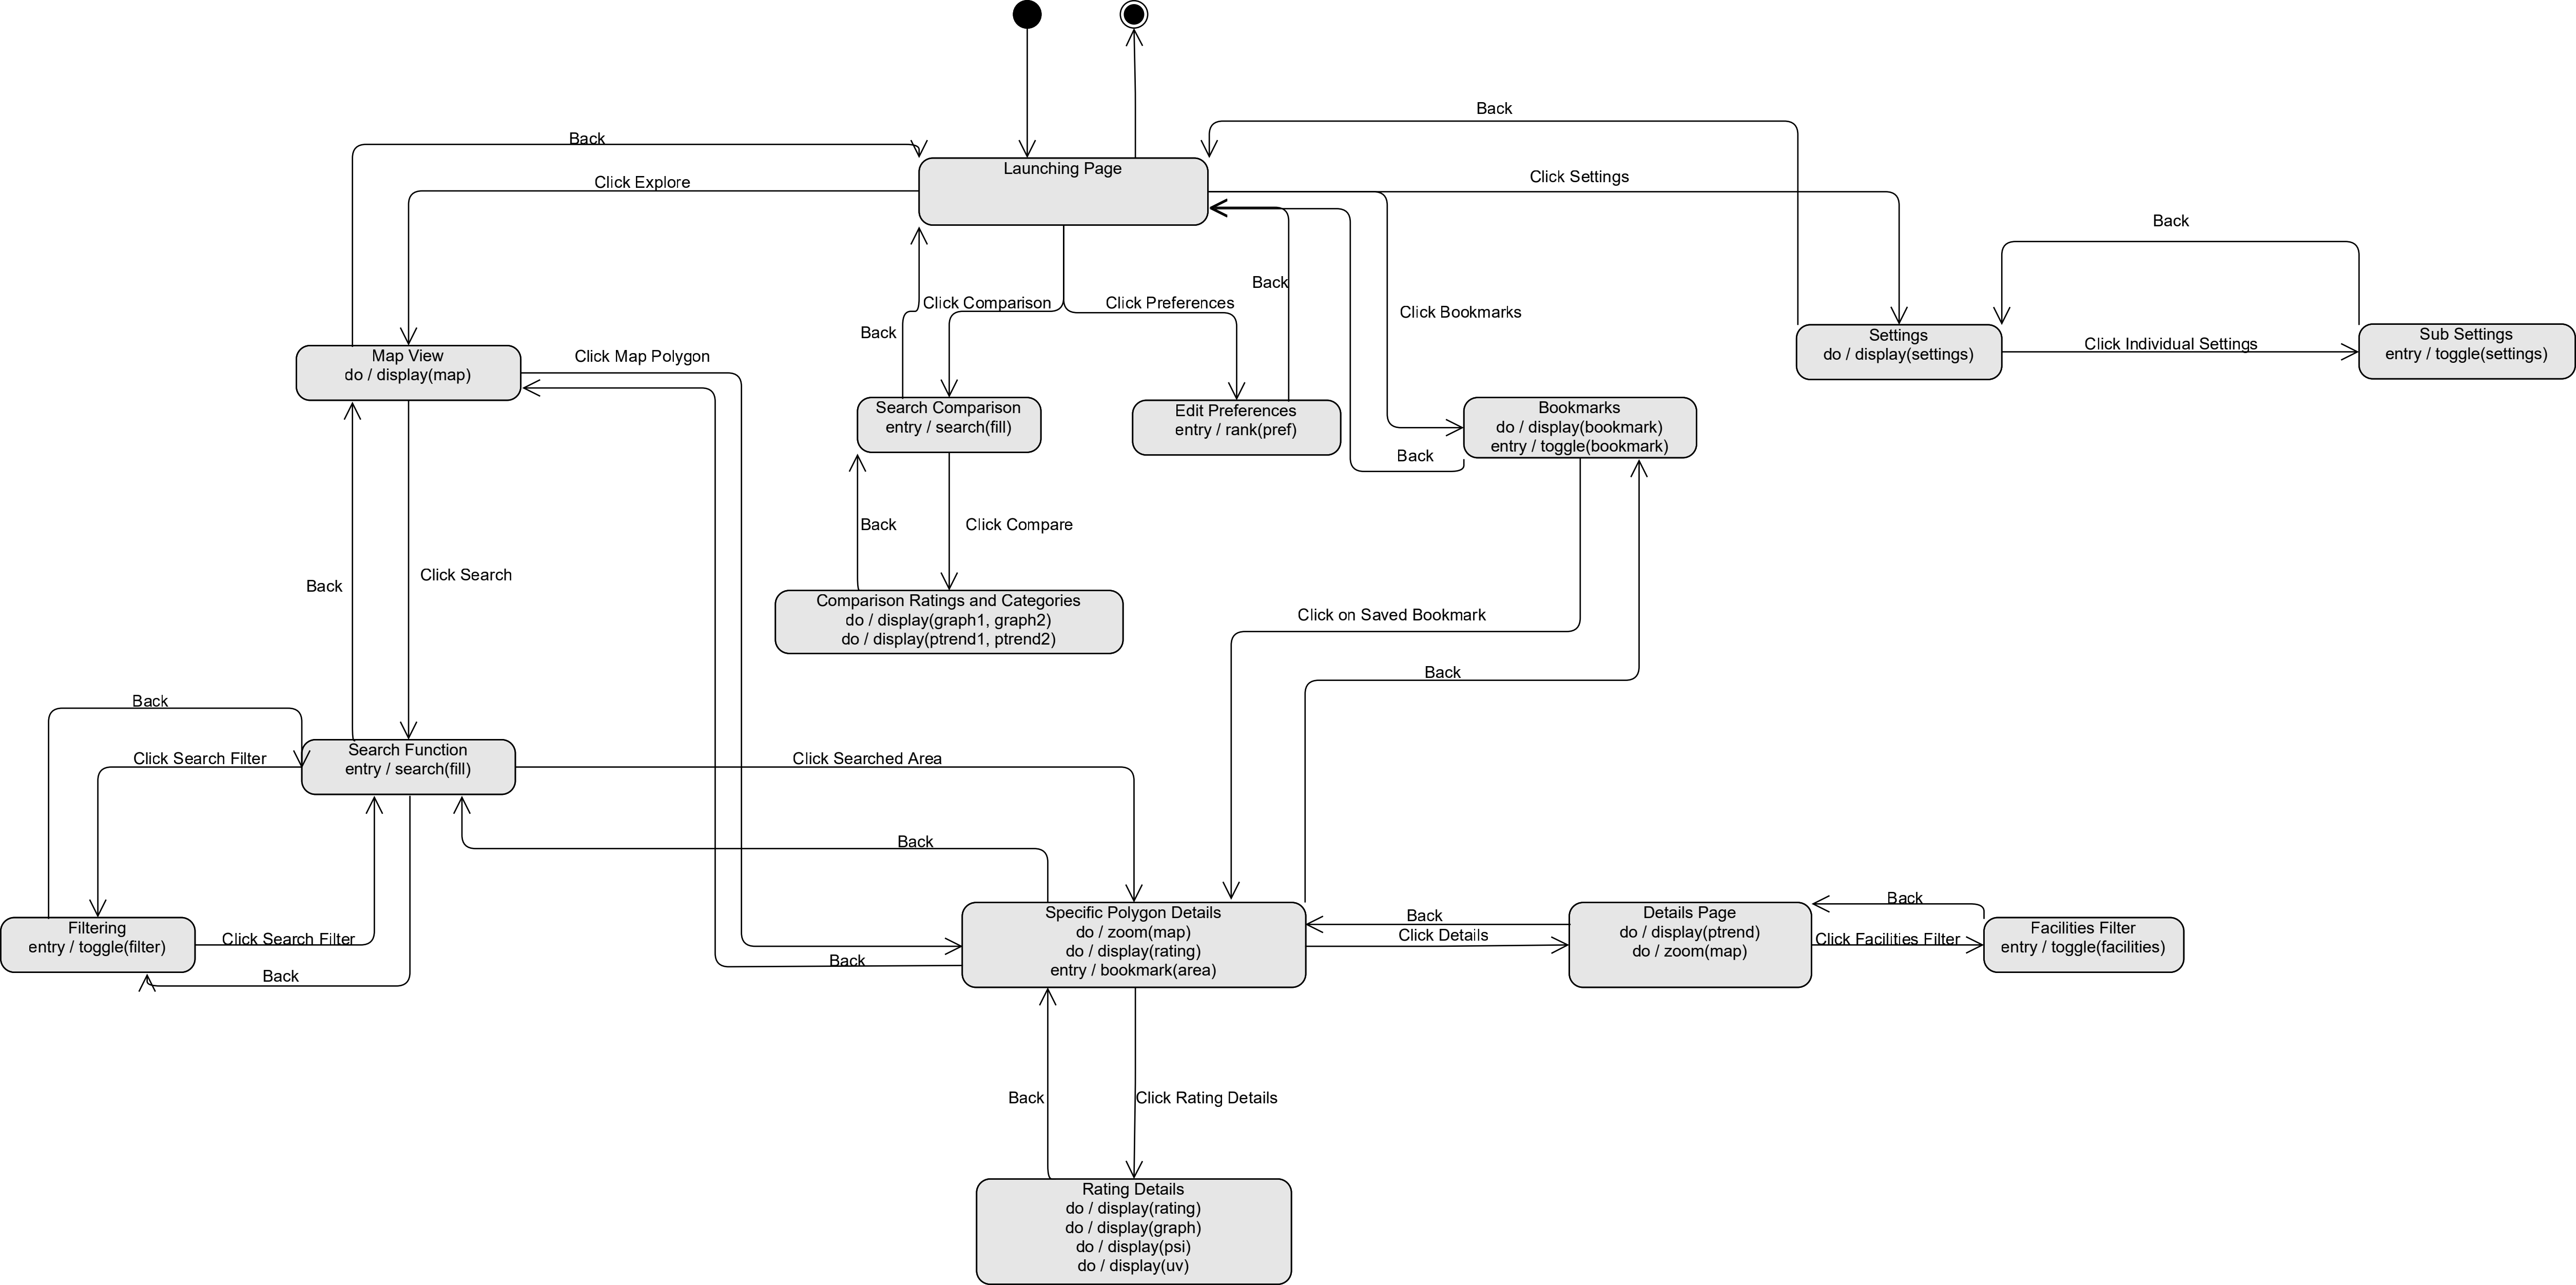 Back
Back
Launching Page
Click Settings
Click Explore
Back
Back
Click Comparison
Click Preferences
Click Bookmarks
Back
Settings
do / display(settings)
Click Individual Settings
Sub Settings
entry / toggle(settings)
Map View
do / display(map)
Click Map Polygon
Search Comparison
entry / search(fill)
Edit Preferences
entry / rank(pref)
Bookmarks
do / display(bookmark)
entry / toggle(bookmark)
Back
Back
Click Compare
Click Search
Back
Comparison Ratings and Categories
do / display(graph1, graph2)
do / display(ptrend1, ptrend2)
Click on Saved Bookmark
Back
Back
Search Function
entry / search(fill)
Click Search Filter
Click Searched Area
Back
Filtering
entry / toggle(filter)
Click Search Filter
Back
Back
Specific Polygon Details
do / zoom(map)
do / display(rating)
entry / bookmark(area)
Back
Click Details
Details Page
do / display(ptrend)
do / zoom(map)
Back
Click Facilities Filter
Facilities Filter
entry / toggle(facilities)
Back
Click Rating Details
Rating Details
do / display(rating)
do / display(graph)
do / display(psi)
do / display(uv)